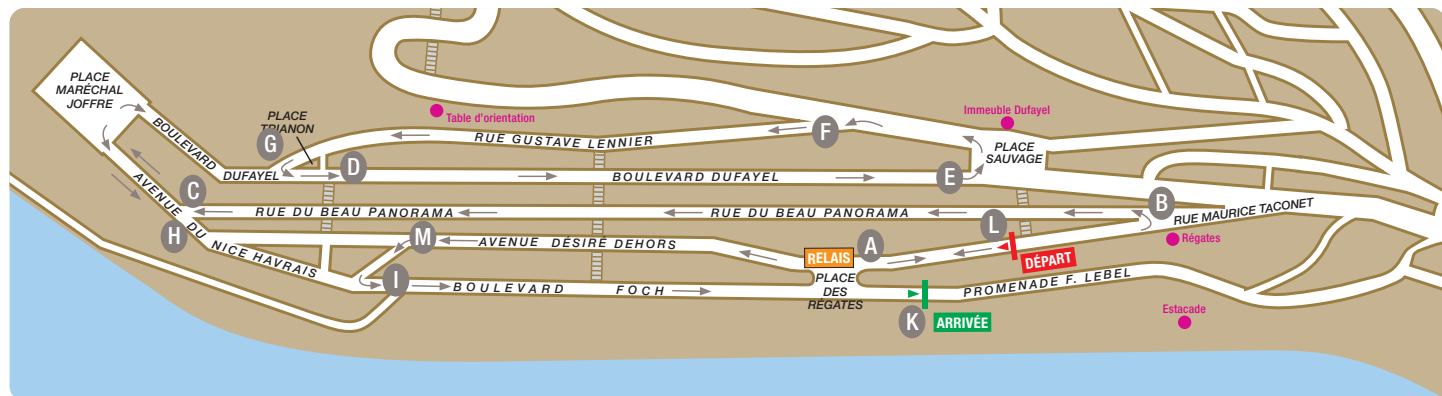 PLACE
MARÉCHAL
JOFFRE
BOULEVARD
DUFAYEL
PLACE
TRIANON
G
D
Table d'orientation
RUE GUSTAVE LENNIER
F
Immeuble Dufayel
PLACE
SAUVAGE
BOULEVARD DUFAYEL
E
AVENUE DU NICE HAVRAIS
C
H
RUE DU BEAU PANORAMA
RUE DU BEAU PANORAMA
B
RUE MAURICE TACONET
Régates
M
AVENUE DÉSIRÉ DEHORS
RELAIS
A
L
DÉPART
PLACE
DES
RÉGATES
I
BOULEVARD FOCH
PROMENADE F. LEBEL
K
ARRIVÉE
Estacade